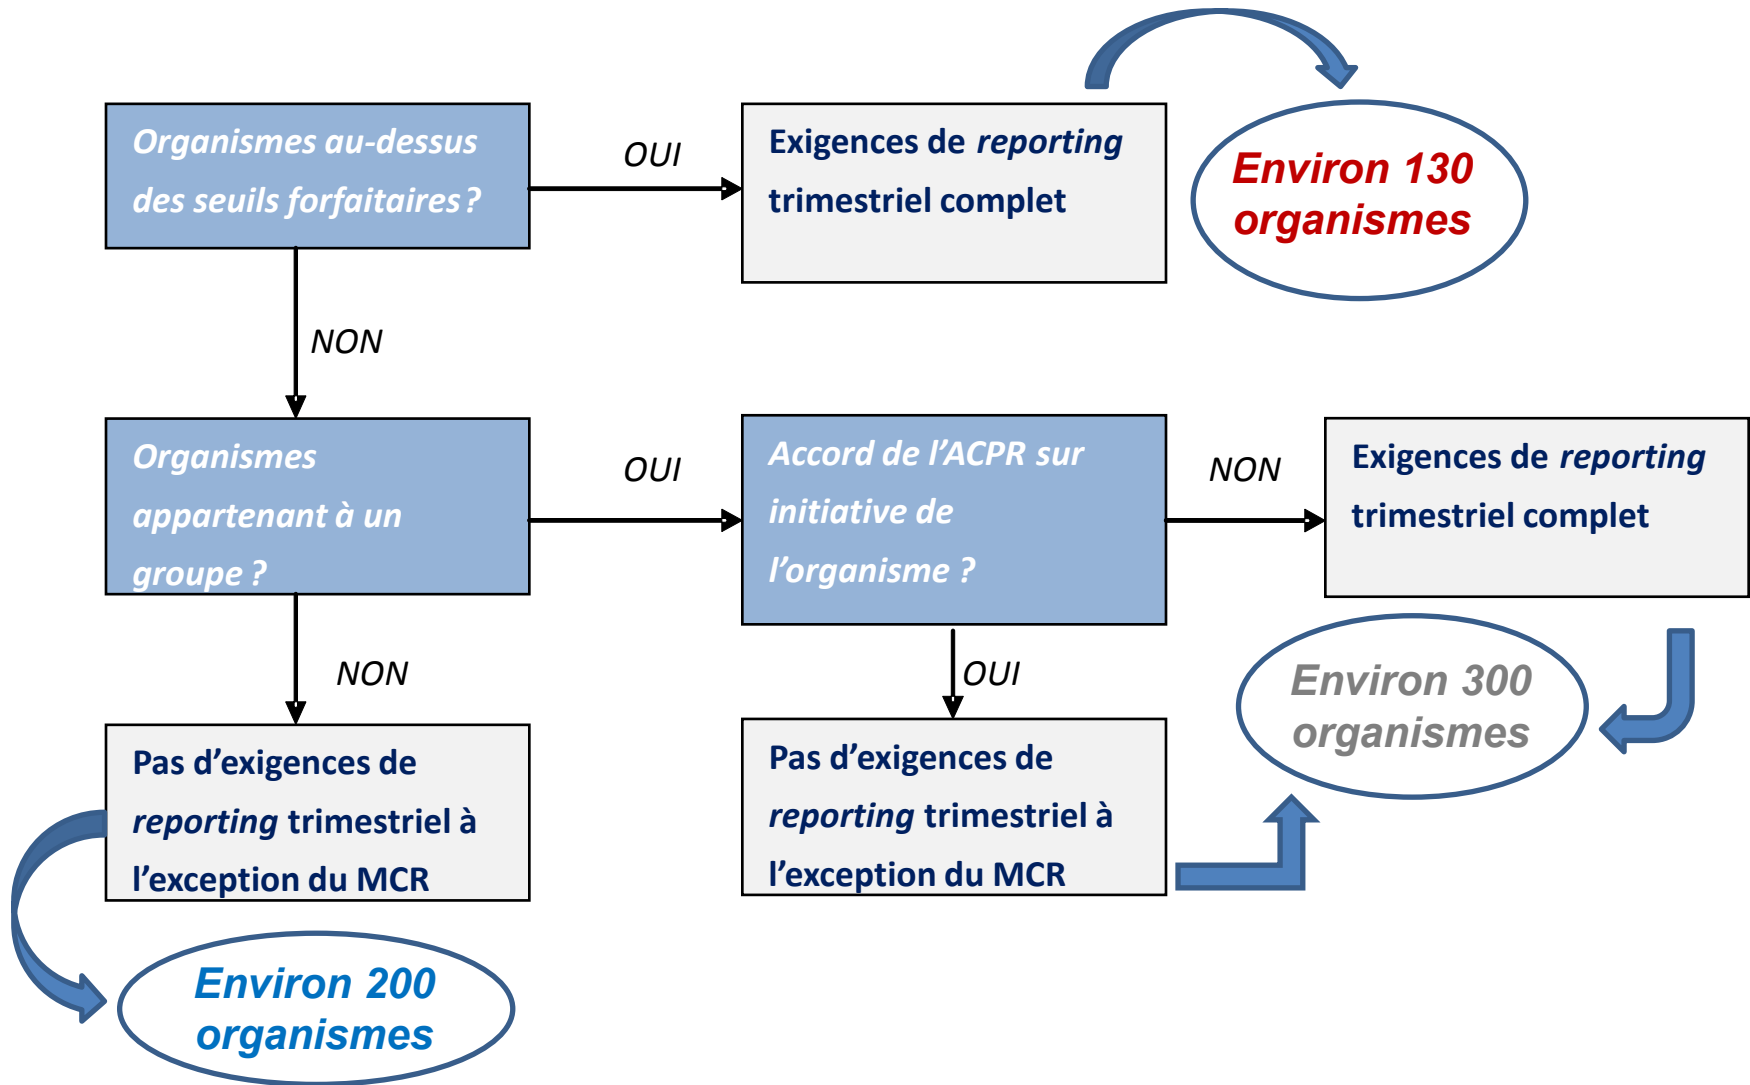 Organismes au-dessus
des seuils forfaitaires ?
OUI
Exigences de reporting
trimestriel complet
Environ 130
organismes
NON
Organismes
appartenant à un
groupe ?
OUI
Accord de l'ACPR sur
initiative de
l'organisme ?
NON
Exigences de reporting
trimestriel complet
NON
OUI
Environ 300
organismes
Pas d'exigences de
reporting trimestriel à
l'exception du MCR
Pas d'exigences de
reporting trimestriel à
l'exception du MCR
Environ 200
organismes